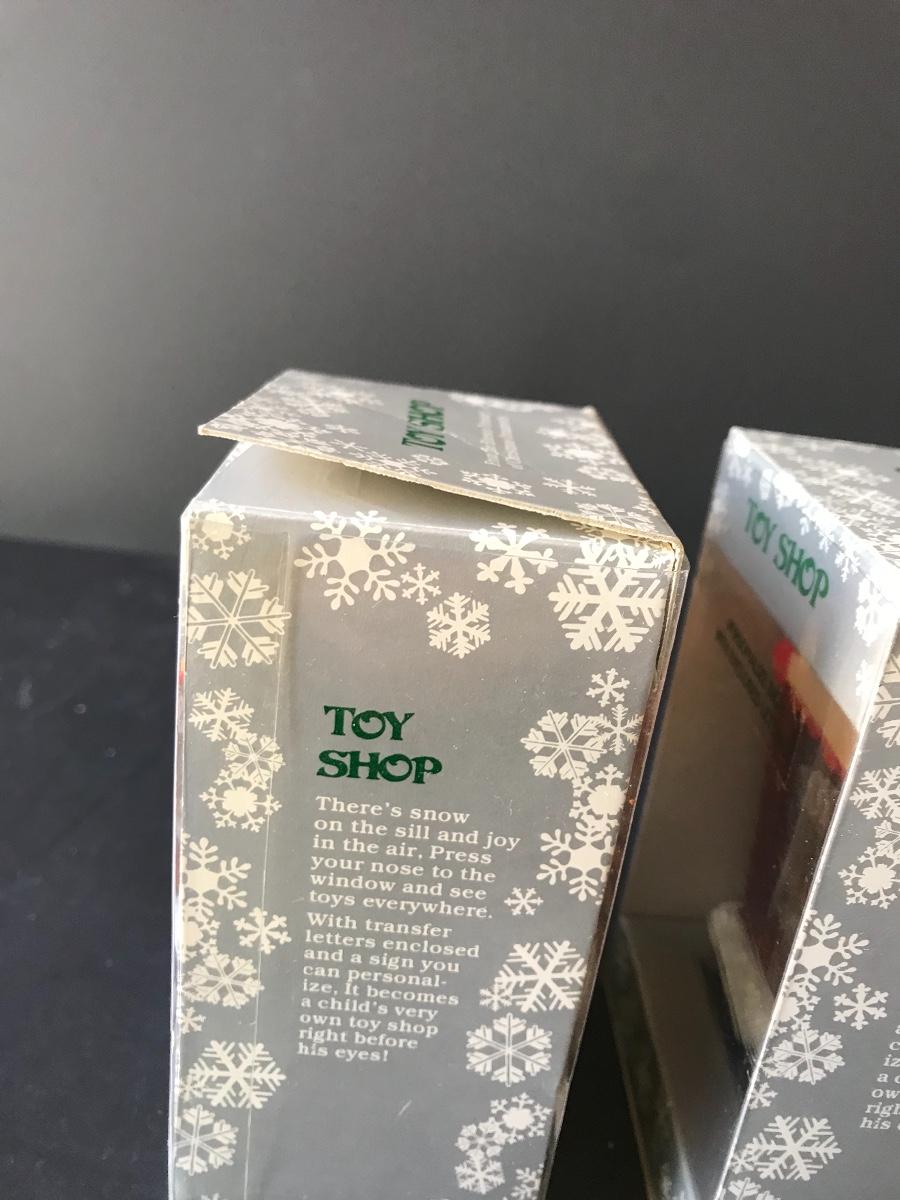 TOY SHOP
TOY
SHOP
There's snow
on the sill and joy
in the air, Press
your nose to the
window and see
toys everywhere.
With transfer
letters enclosed
and a sign you
can personal-
ize, It becomes
a child's very
own toy shop
right before
his eyes!
TOY SHOP